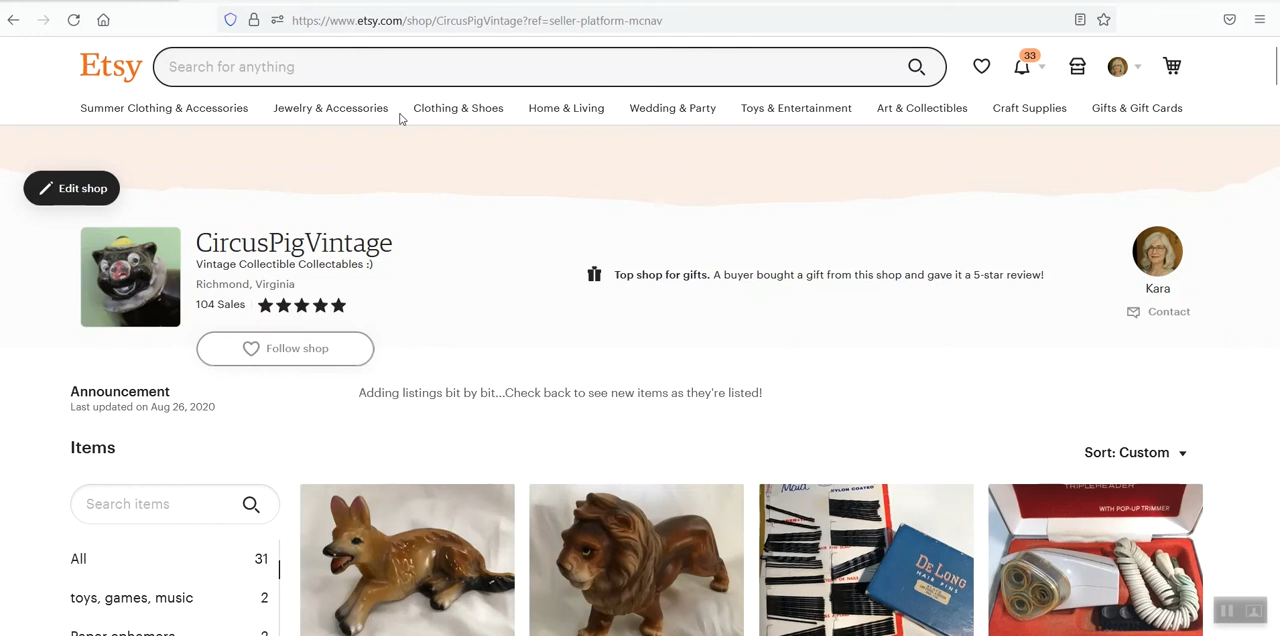 https://www.etsy.com/shop/CircusPigVintage?ref=seller-platform-mcnav
Etsy
Search for anything
33
Summer Clothing & Accessories
Jewelry & Accessories
Clothing & Shoes
Home & Living
Wedding & Party
Toys & Entertainment
Art & Collectibles
Craft Supplies
Gifts & Gift Cards
Edit shop
CircusPigVintage
Vintage Collectible Collectables :)
Richmond, Virginia
104 Sales
Follow shop
Top shop for gifts. A buyer bought a gift from this shop and gave it a 5-star review!
Kara
Contact
Announcement
Last updated on Aug 26, 2020
Adding listings bit by bit...Check back to see new items as they're listed!
Items
Sort: Custom
Search items
All 31
toys, games, music 2
NYLON COATED
DE LONG
HAIR PINS
TRIPLEHEADER
WITH POP-UP TRIMMER